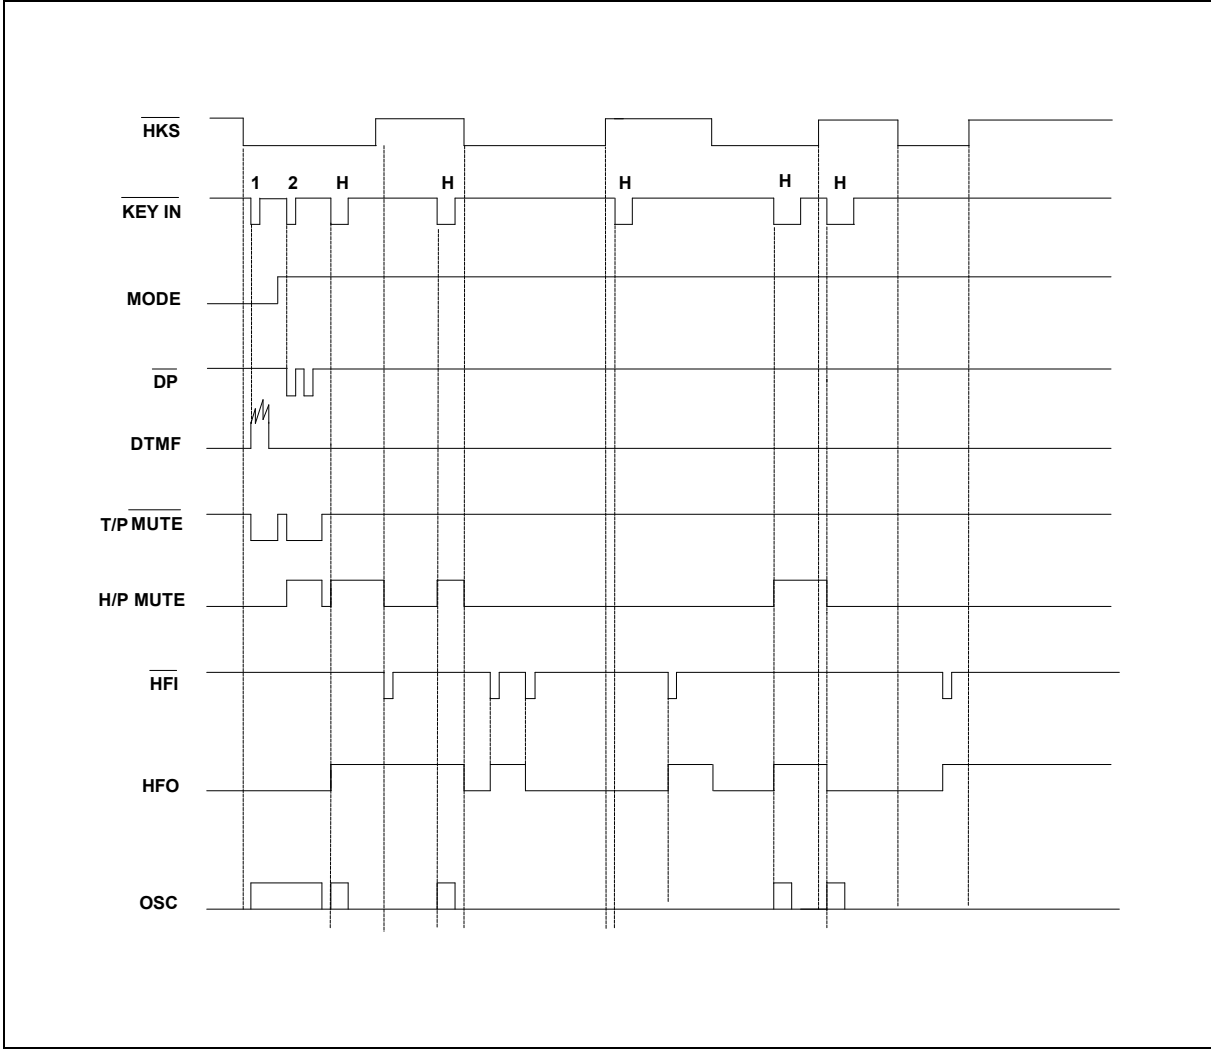 HKS
1 2 H H H H H
KEY IN
MODE
DP
DTMF
T/P MUTE
H/P MUTE
HFI
HFO
OSC